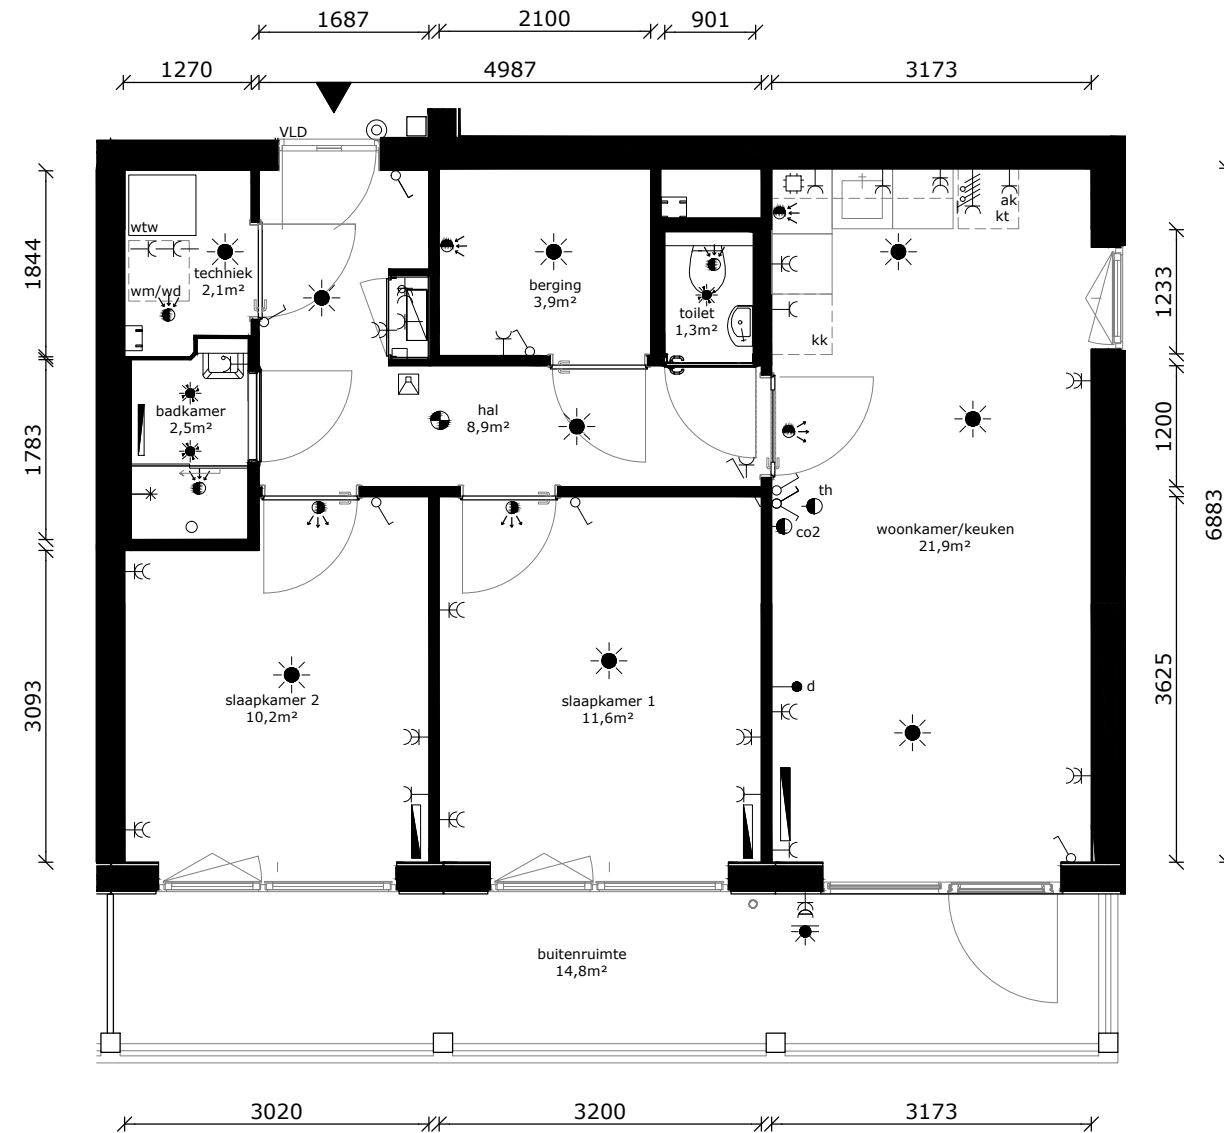 1687
2100
901
1270
4987
3173
VLD
wtw
techniek
2,1m²
wm/wd
1844
berging
3,9m²
toilet
1,3m²
ak
kt
kk
1233
badkamer
2,5m²
hal
8,9m²
1783
1200
th
co2
woonkamer/keuken
21,9m²
6883
slaapkamer 2
10,2m²
slaapkamer 1
11,6m²
d
3093
3625
buitenruimte
14,8m²
3020
3200
3173